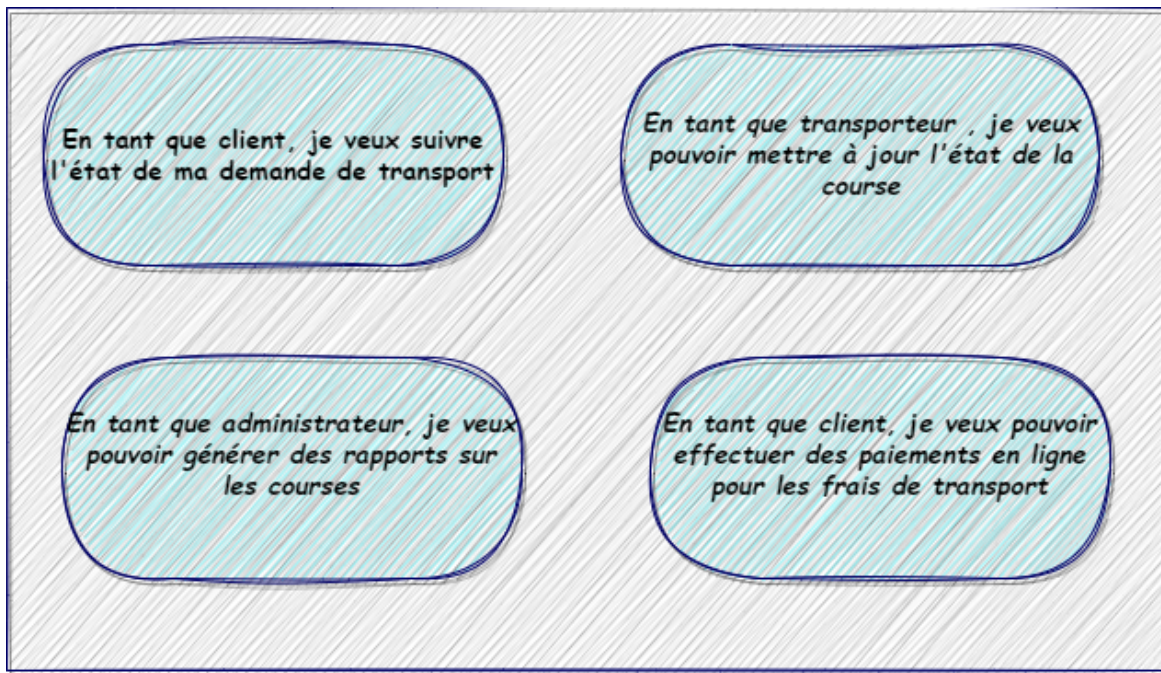 En tant que client, je veux suivre
l'état de ma demande de transport
En tant que transporteur , je veux
pouvoir mettre à jour l'état de la
course
En tant que administrateur, je veux
pouvoir générer des rapports sur
les courses
En tant que client, je veux pouvoir
effectuer des paiements en ligne
pour les frais de transport